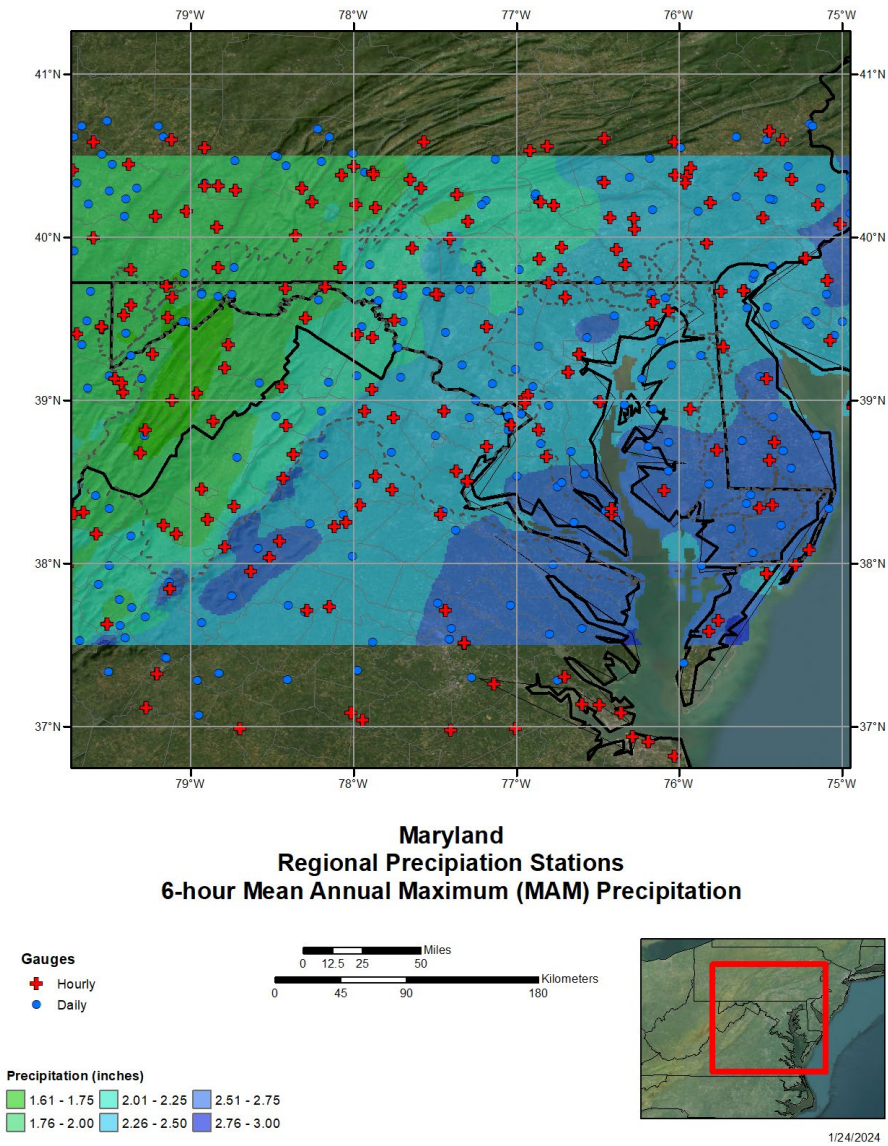 79°W 78°W 77°W 76°W 75°W
41°N 41°N
40°N 40°N
39°N 39°N
38°N 38°N
37°N 37°N
79°W 78°W 77°W 76°W 75°W
Maryland
Regional Precipiation Stations
6-hour Mean Annual Maximum (MAM) Precipitation
Gauges
Hourly
Daily
Miles
0 12.5 25 50
Kilometers
0 45 90 180
Precipitation (inches)
1.61 - 1.75 2.01 - 2.25 2.51 - 2.75
1.76 - 2.00 2.26 - 2.50 2.76 - 3.00
1/24/2024